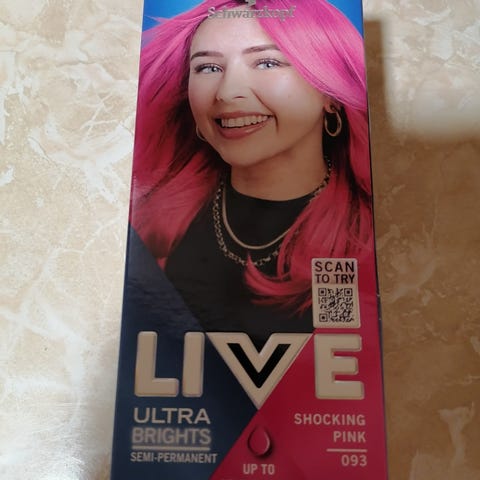 Schwarzkopf
SCAN
TO TRY
LIVE
ULTRA
BRIGHTS
SEMI-PERMANENT
SHOCKING
PINK
093
UP TO